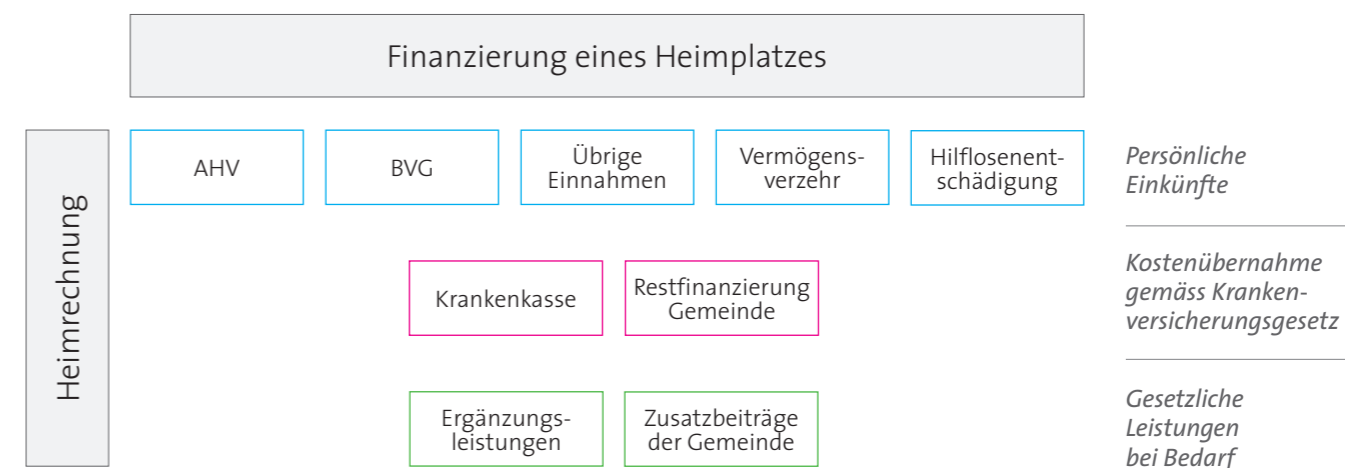 Finanzierung eines Heimplatzes
Heimrechnung
AHV
BVG
Übrige
Einnahmen
Vermögens-
verzehr
Hilflosenent-
schädigung
Persönliche
Einkünfte
Krankenkasse
Restfinanzierung
Gemeinde
Kostenübernahme
gemäss Kranken-
versicherungsgesetz
Ergänzungs-
leistungen
Zusatzbeiträge
der Gemeinde
Gesetzliche
Leistungen
bei Bedarf